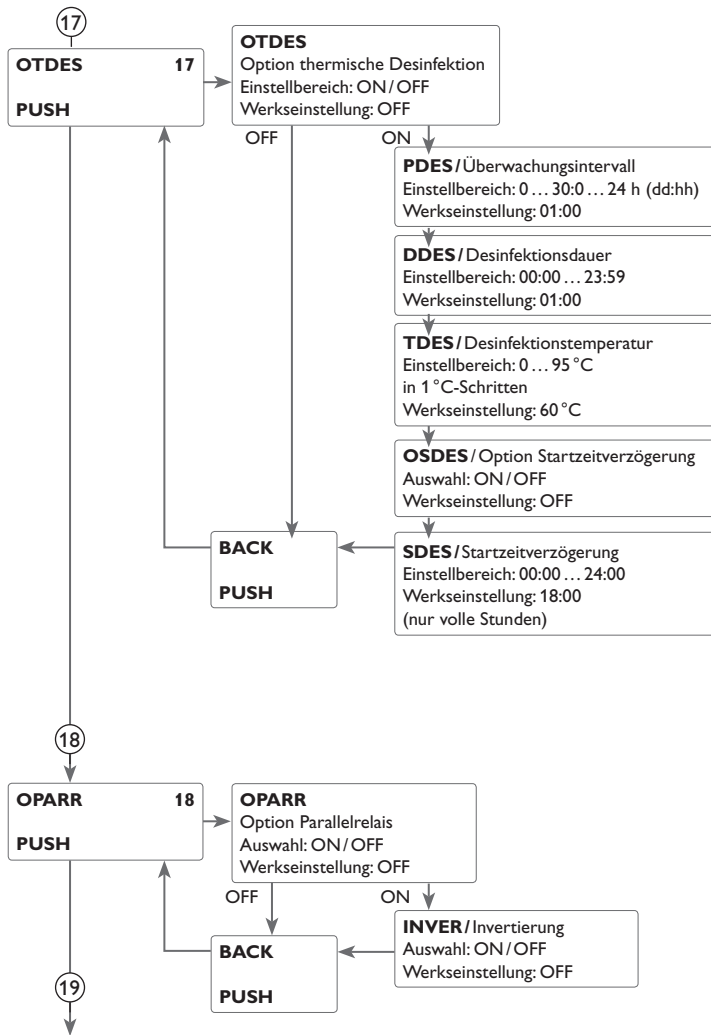 17
OTDES 17
PUSH
OTDES
Option thermische Desinfektion
Einstellbereich: ON/OFF
Werkseinstellung: OFF
OFF
ON
PDES/Überwachungsintervall
Einstellbereich: 0 … 30:0 … 24 h (dd:hh)
Werkseinstellung: 01:00
DDES/Desinfektionsdauer
Einstellbereich: 00:00 … 23:59
Werkseinstellung: 01:00
TDES/Desinfektionstemperatur
Einstellbereich: 0 … 95 °C
in 1 °C-Schritten
Werkseinstellung: 60 °C
OSDES/Option Startzeitverzögerung
Auswahl: ON/OFF
Werkseinstellung: OFF
SDES/Startzeitverzögerung
Einstellbereich: 00:00 … 24:00
Werkseinstellung: 18:00
(nur volle Stunden)
BACK
PUSH
18
OPARR 18
PUSH
OPARR
Option Parallelrelais
Auswahl: ON/OFF
Werkseinstellung: OFF
OFF
ON
INVER/Invertierung
Auswahl: ON/OFF
Werkseinstellung: OFF
BACK
PUSH
19